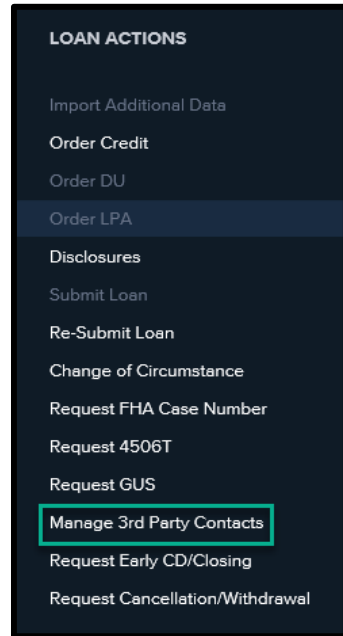 LOAN ACTIONS
Import Additional Data
Order Credit
Order DU
Order LPA
Disclosures
Submit Loan
Re-Submit Loan
Change of Circumstance
Request FHA Case Number
Request 4506T
Request GUS
Manage 3rd Party Contacts
Request Early CD/Closing
Request Cancellation/Withdrawal